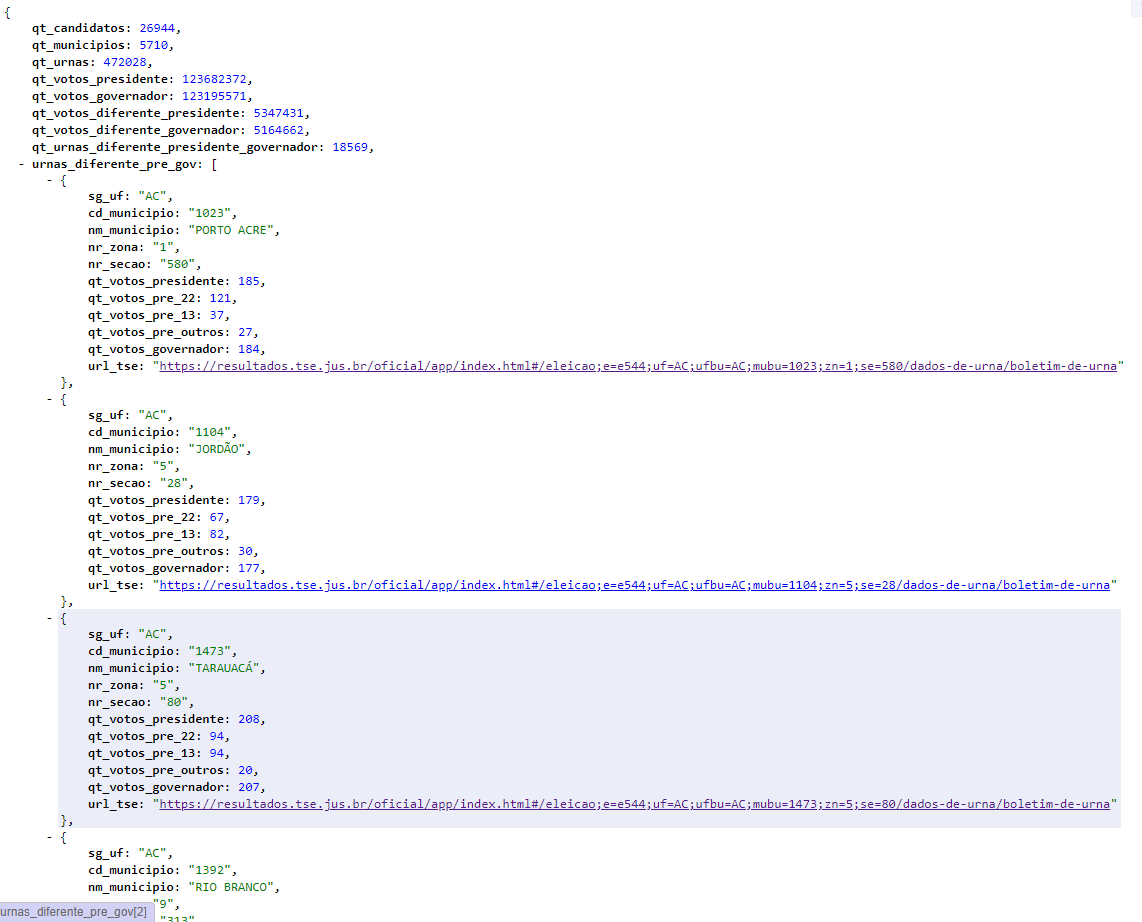 {
qt_candidatos: 26944,
qt_municipios: 5710,
qt_urnas: 472028,
qt_votos_presidente: 123682372,
qt_votos_governador: 123195571,
qt_votos_diferente_presidente: 5347431,
qt_votos_diferente_governador: 5164662,
qt_urnas_diferente_presidente_governador: 18569,
- urnas_diferente_pre_gov: [
- {
sg_uf: "AC",
cd_municipio: "1023",
nm_municipio: "PORTO ACRE",
nr_zona: "1",
nr_secao: "580",
qt_votos_presidente: 185,
qt_votos_pre_22: 121,
qt_votos_pre_13: 37,
qt_votos_pre_outros: 27,
qt_votos_governador: 184,
url_tse: "https://resultados.tse.jus.br/oficial/app/index.html#/eleicao;e=e544;uf=AC;ufbu=AC;mubu=1023;zn=1;se=580/dados-de-urna/boletim-de-urna"
},
- {
sg_uf: "AC",
cd_municipio: "1104",
nm_municipio: "JORDÃO",
nr_zona: "5",
nr_secao: "28",
qt_votos_presidente: 179,
qt_votos_pre_22: 67,
qt_votos_pre_13: 82,
qt_votos_pre_outros: 30,
qt_votos_governador: 177,
url_tse: "https://resultados.tse.jus.br/oficial/app/index.html#/eleicao;e=e544;uf=AC;ufbu=AC;mubu=1104;zn=5;se=28/dados-de-urna/boletim-de-urna"
},
- {
sg_uf: "AC",
cd_municipio: "1473",
nm_municipio: "TARAUACÁ",
nr_zona: "5",
nr_secao: "80",
qt_votos_presidente: 208,
qt_votos_pre_22: 94,
qt_votos_pre_13: 94,
qt_votos_pre_outros: 20,
qt_votos_governador: 207,
url_tse: "https://resultados.tse.jus.br/oficial/app/index.html#/eleicao;e=e544;uf=AC;ufbu=AC;mubu=1473;zn=5;se=80/dados-de-urna/boletim-de-urna"
},
- {
sg_uf: "AC",
cd_municipio: "1392",
nm_municipio: "RIO BRANCO",
"9",
urnas_diferente_pre_gov[2]
"313"